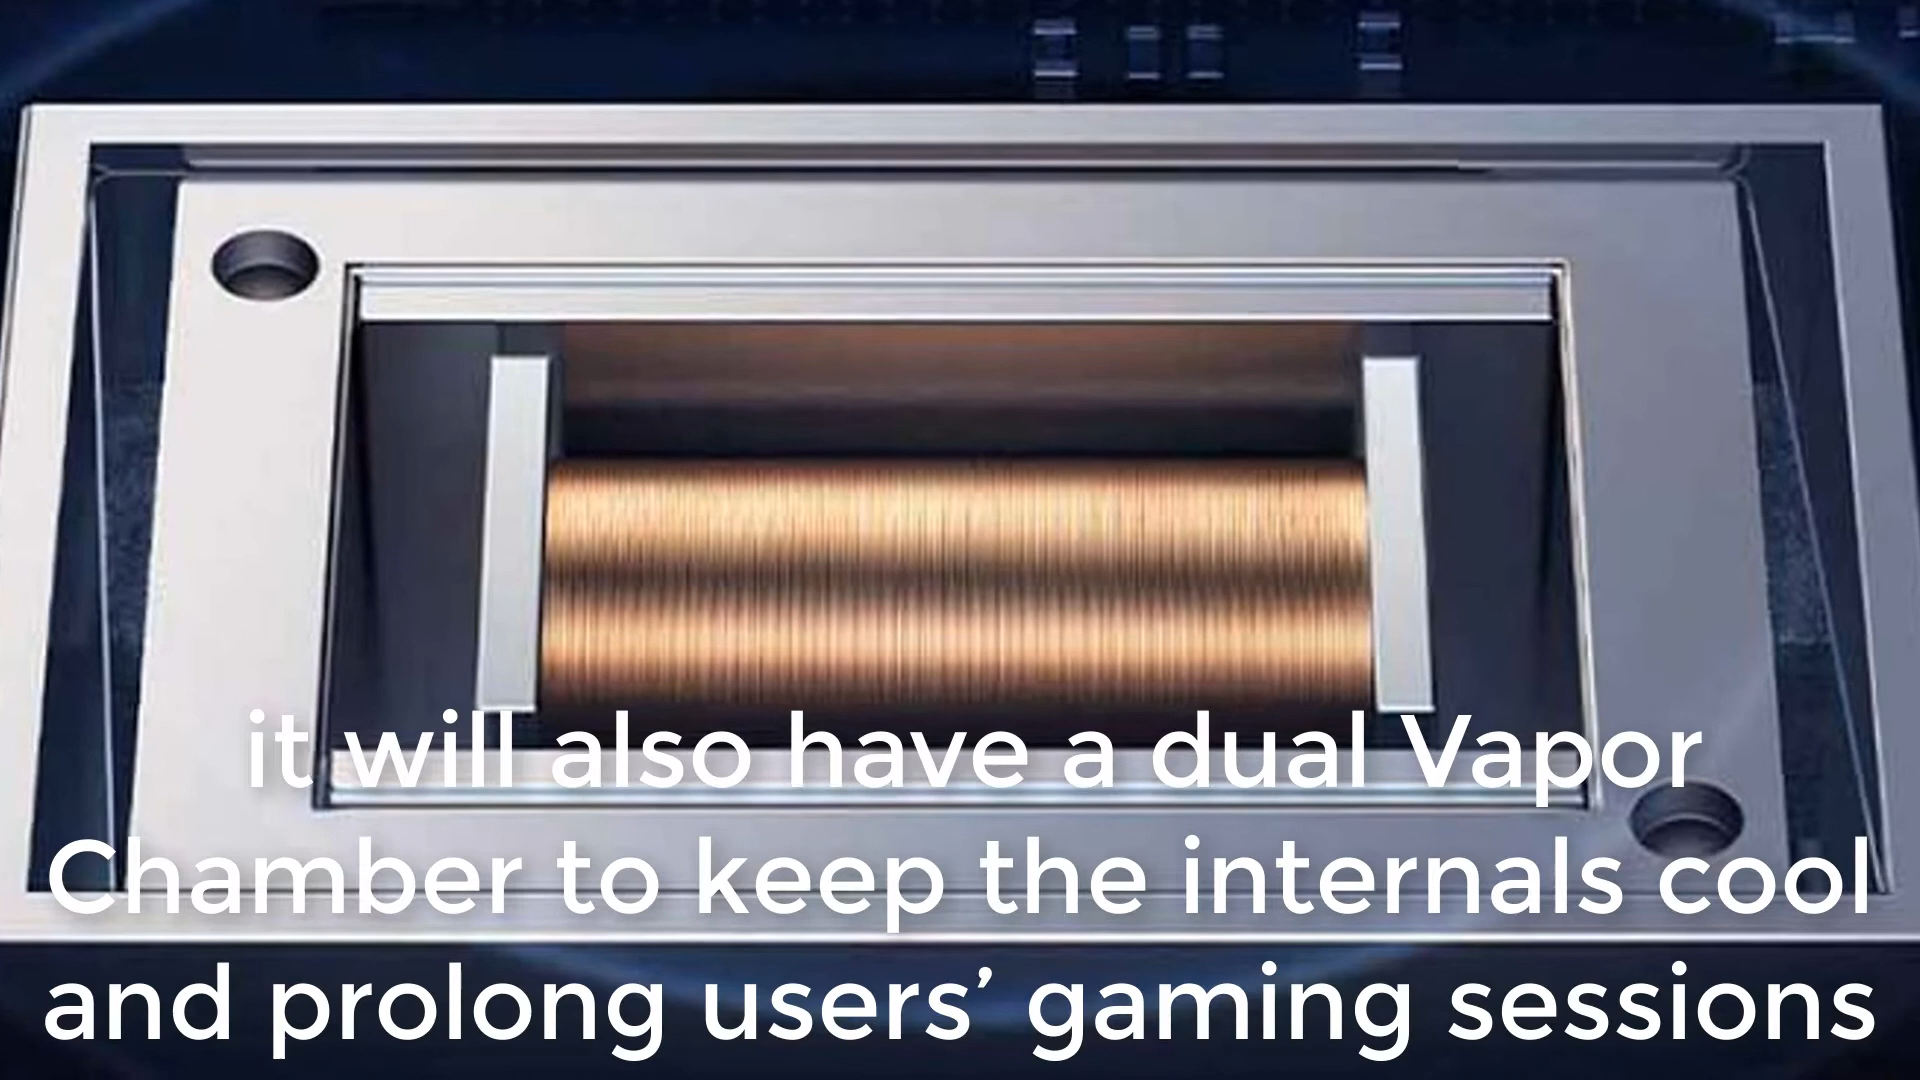 it will also have a dual Vapor
Chamber to keep the internals cool
and prolong users’ gaming sessions